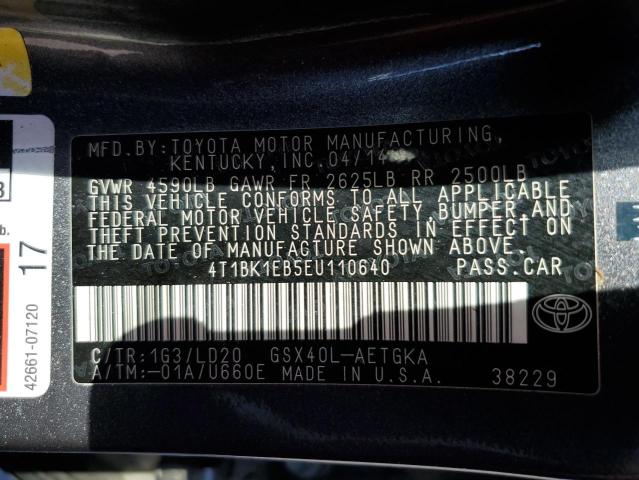 MFD.BY:TOYOTA MOTOR MANUFACTURING,
KENTUCKY,INC. 04/14
GVWR 4590LB GAWR FR 2625LB RR 2500LB
THIS VEHICLE CONFORMS TO ALL APPLICABLE
FEDERAL MOTOR VEHICLE SAFETY,BUMPER,AND
THEFT PREVENTION STANDARDS IN EFFECT ON
THE DATE OF MANUFACTURE SHOWN ABOVE.
4T1BK1EB5EU110640 PASS.CAR
C/TR:1G3/LD20 GSX40L-AETGKA
A/TM:-01A/U660E MADE IN U.S.A. 38229
42661-07120
17
b.